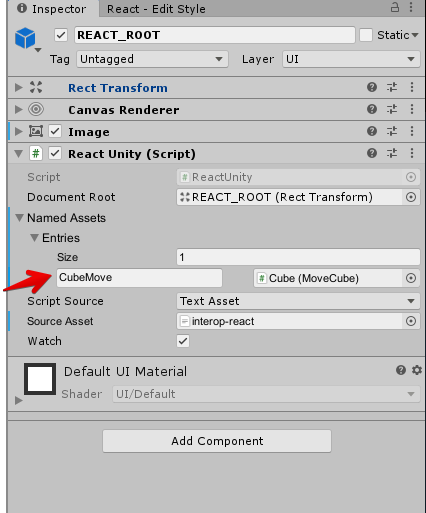 Inspector React - Edit Style
REACT_ROOT Static
Tag Untagged Layer UI
Rect Transform
Canvas Renderer
Image
# React Unity (Script)
Script # ReactUnity
Document Root REACT_ROOT (Rect Transform)
Named Assets
Entries
Size 1
CubeMove # Cube (MoveCube)
Script Source Text Asset
Source Asset interop-react
Watch
Default UI Material
Shader UI/Default
Add Component